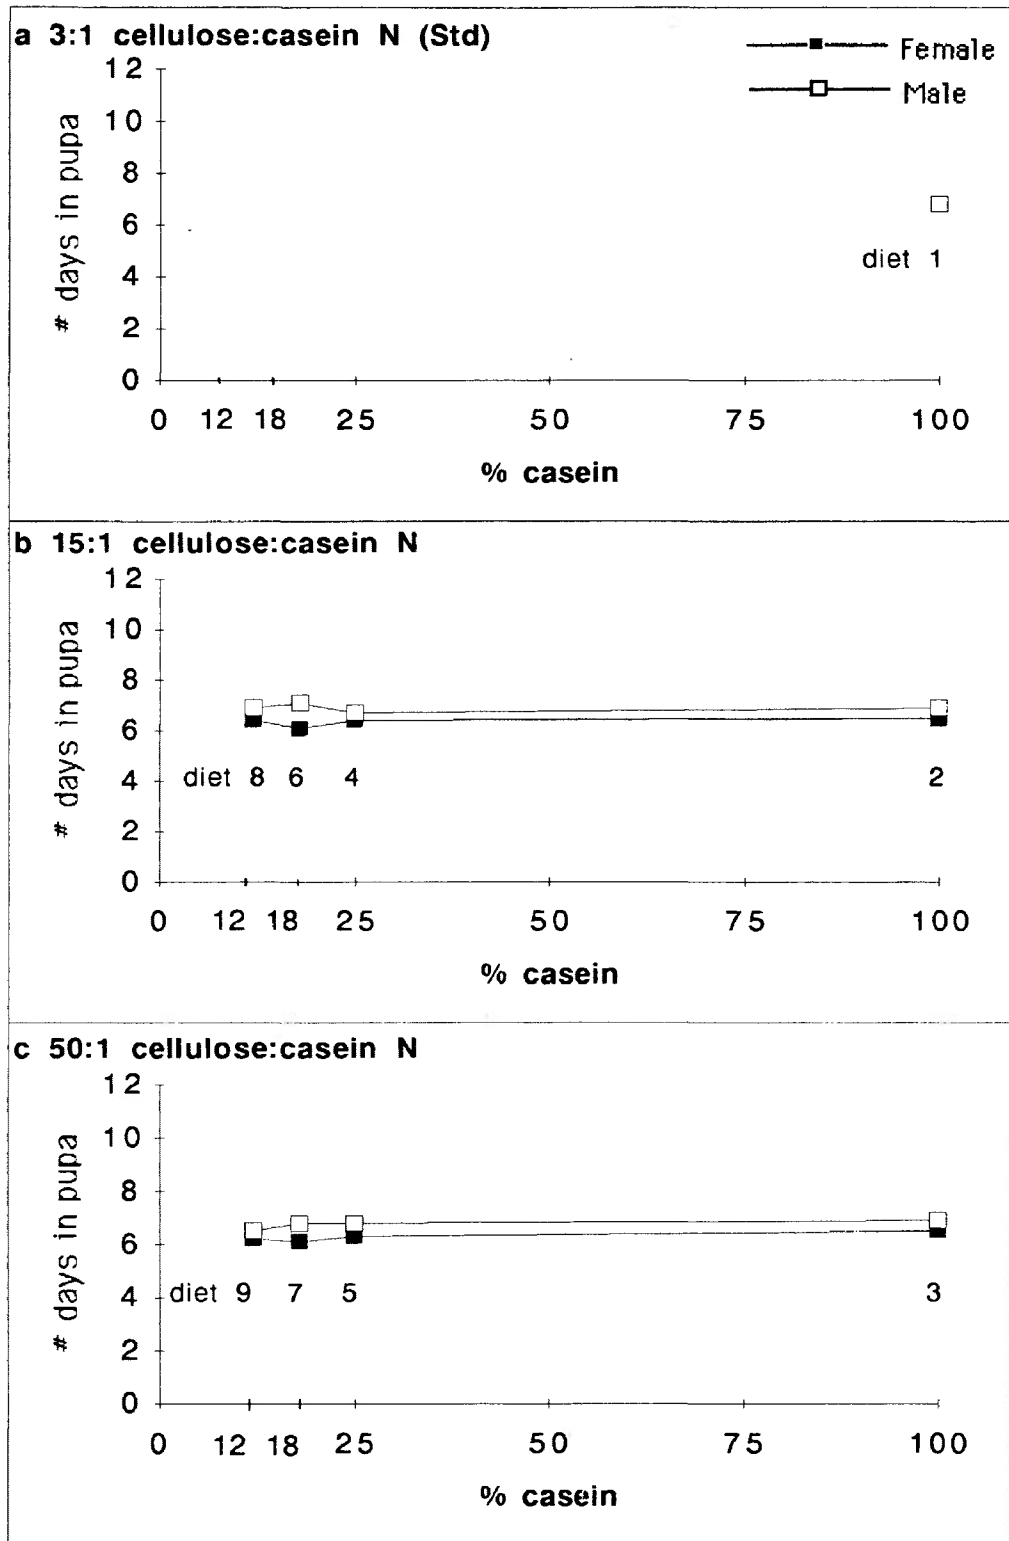 a 3:1 cellulose:casein N (Std)
Female
Male
12
10
8
6
4
2
0
# days in pupa
diet 1
0 12 18 25 50 75 100
% casein
b 15:1 cellulose:casein N
12
10
8
6
4
2
0
# days in pupa
diet 8 6 4 2
0 12 18 25 50 75 100
% casein
c 50:1 cellulose:casein N
12
10
8
6
4
2
0
# days in pupa
diet 9 7 5 3
0 12 18 25 50 75 100
% casein